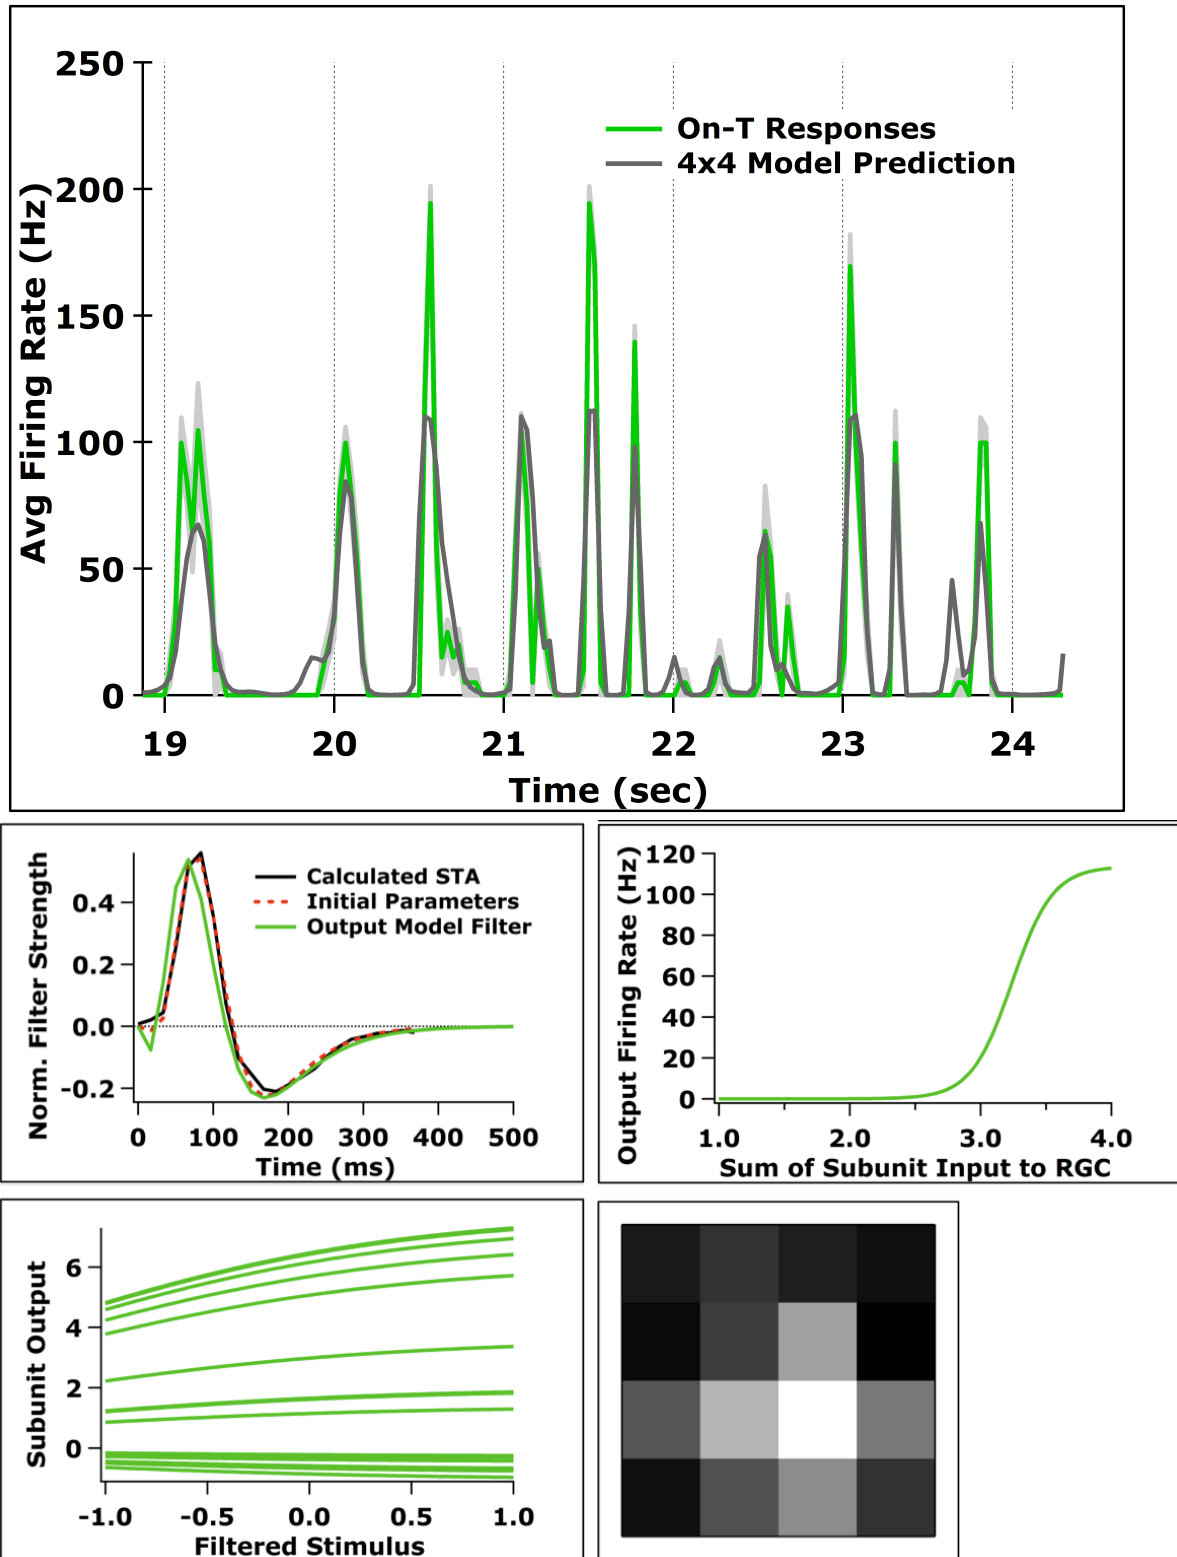 250
200
150
100
50
0
Avg Firing Rate (Hz)
On-T Responses
4x4 Model Prediction
19 20 21 22 23 24
Time (sec)
Norm. Filter Strength
0.4
0.2
0.0
-0.2
Calculated STA
Initial Parameters
Output Model Filter
0 100 200 300 400 500
Time (ms)
Output Firing Rate (Hz)
120
100
80
60
40
20
0
1.0 2.0 3.0 4.0
Sum of Subunit Input to RGC
Subunit Output
6
4
2
0
-1.0 -0.5 0.0 0.5 1.0
Filtered Stimulus